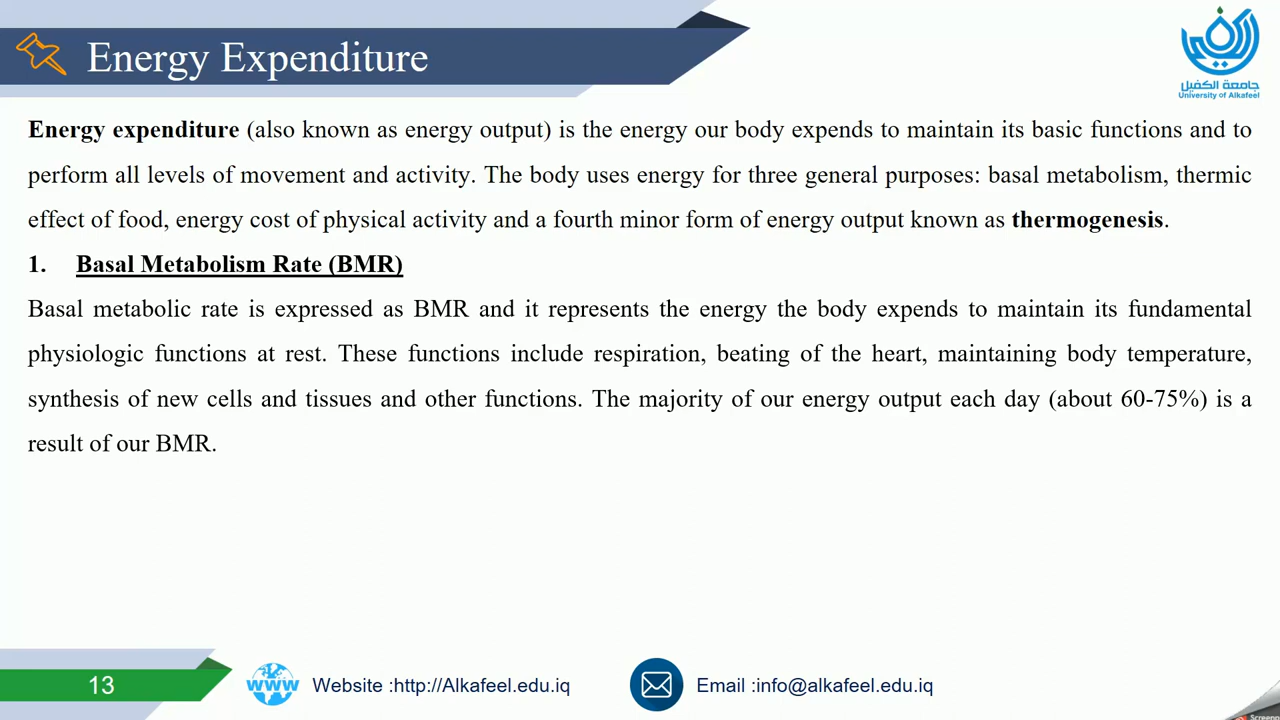 Energy Expenditure
جامعة الكفيل
University of Alkafeel
Energy expenditure (also known as energy output) is the energy our body expends to maintain its basic functions and to
perform all levels of movement and activity. The body uses energy for three general purposes: basal metabolism, thermic
effect of food, energy cost of physical activity and a fourth minor form of energy output known as thermogenesis.
1. Basal Metabolism Rate (BMR)
Basal metabolic rate is expressed as BMR and it represents the energy the body expends to maintain its fundamental
physiologic functions at rest. These functions include respiration, beating of the heart, maintaining body temperature,
synthesis of new cells and tissues and other functions. The majority of our energy output each day (about 60-75%) is a
result of our BMR.
13
www
Website :http://Alkafeel.edu.iq
Email :info@alkafeel.edu.iq